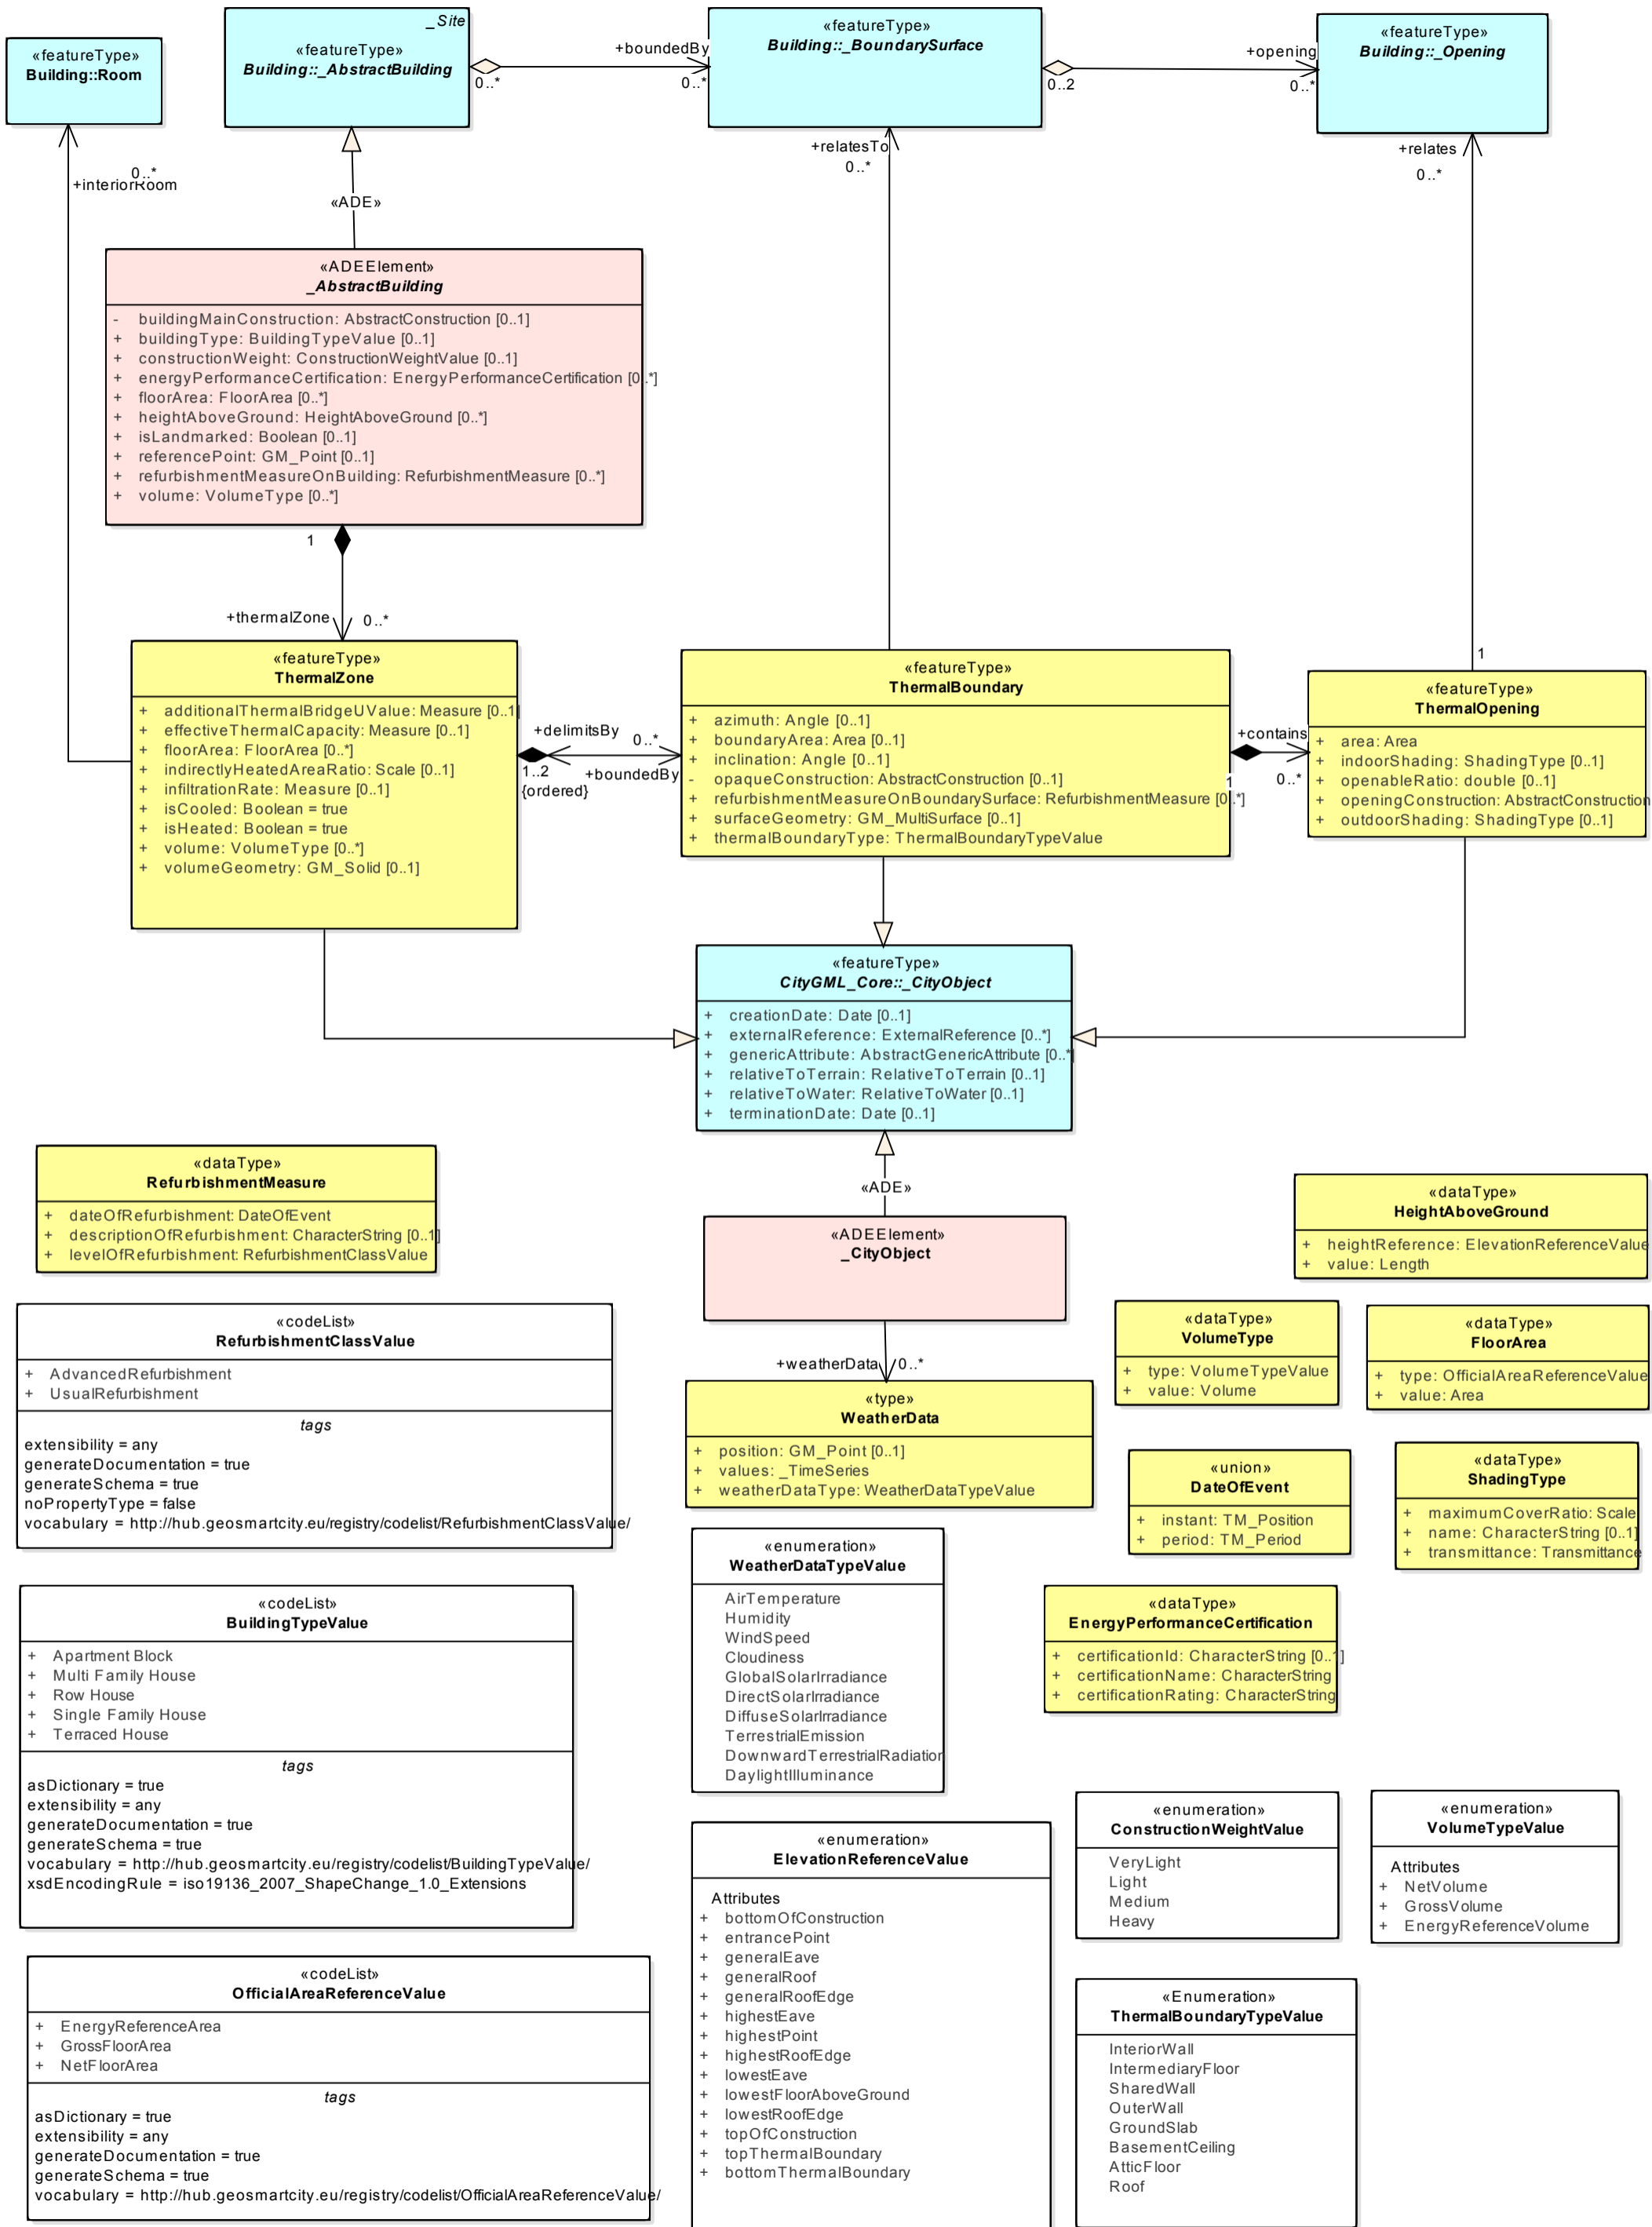 «featureType»
Building::Room
_Site
«featureType»
Building::_AbstractBuilding
0..*
+boundedBy
0..*
«featureType»
Building::_BoundarySurface
0..2
+opening
0..*
«featureType»
Building::_Opening
0..*
+interiorRoom
«ADE»
+relatesTo
0..*
+relates
0..*
1
«ADEElement»
_AbstractBuilding
- buildingMainConstruction: AbstractConstruction [0..1]
+ buildingType: BuildingTypeValue [0..1]
+ constructionWeight: ConstructionWeightValue [0..1]
+ energyPerformanceCertification: EnergyPerformanceCertification [0..*]
+ floorArea: FloorArea [0..*]
+ heightAboveGround: HeightAboveGround [0..*]
+ isLandmarked: Boolean [0..1]
+ referencePoint: GM_Point [0..1]
+ refurbishmentMeasureOnBuilding: RefurbishmentMeasure [0..*]
+ volume: VolumeType [0..*]
1
+thermalZone
0..*
«featureType»
ThermalZone
+ additionalThermalBridgeUValue: Measure [0..1]
+ effectiveThermalCapacity: Measure [0..1]
+ floorArea: FloorArea [0..*]
+ indirectlyHeatedAreaRatio: Scale [0..1]
+ infiltrationRate: Measure [0..1]
+ isCooled: Boolean = true
+ isHeated: Boolean = true
+ volume: VolumeType [0..*]
+ volumeGeometry: GM_Solid [0..1]
+delimitsBy
0..*
1..2
{ordered}
+boundedBy
«featureType»
ThermalBoundary
+ azimuth: Angle [0..1]
+ boundaryArea: Area [0..1]
+ inclination: Angle [0..1]
- opaqueConstruction: AbstractConstruction [0..1]
+ refurbishmentMeasureOnBoundarySurface: RefurbishmentMeasure [0..*]
+ surfaceGeometry: GM_MultiSurface [0..1]
+ thermalBoundaryType: ThermalBoundaryTypeValue
+contains
1
0..*
«featureType»
ThermalOpening
+ area: Area
+ indoorShading: ShadingType [0..1]
+ openableRatio: double [0..1]
+ openingConstruction: AbstractConstruction
+ outdoorShading: ShadingType [0..1]
«featureType»
CityGML_Core::_CityObject
+ creationDate: Date [0..1]
+ externalReference: ExternalReference [0..*]
+ genericAttribute: AbstractGenericAttribute [0..*]
+ relativeToTerrain: RelativeToTerrain [0..1]
+ relativeToWater: RelativeToWater [0..1]
+ terminationDate: Date [0..1]
«ADE»
«ADEElement»
_CityObject
+weatherData
0..*
«type»
WeatherData
+ position: GM_Point [0..1]
+ values: _TimeSeries
+ weatherDataType: WeatherDataTypeValue
«dataType»
RefurbishmentMeasure
+ dateOfRefurbishment: DateOfEvent
+ descriptionOfRefurbishment: CharacterString [0..1]
+ levelOfRefurbishment: RefurbishmentClassValue
«codeList»
RefurbishmentClassValue
+ AdvancedRefurbishment
+ UsualRefurbishment
tags
extensibility = any
generateDocumentation = true
generateSchema = true
noPropertyType = false
vocabulary = http://hub.geosmartcity.eu/registry/codelist/RefurbishmentClassValue/
«codeList»
BuildingTypeValue
+ Apartment Block
+ Multi Family House
+ Row House
+ Single Family House
+ Terraced House
tags
asDictionary = true
extensibility = any
generateDocumentation = true
generateSchema = true
vocabulary = http://hub.geosmartcity.eu/registry/codelist/BuildingTypeValue/
xsdEncodingRule = iso19136_2007_ShapeChange_1.0_Extensions
«codeList»
OfficialAreaReferenceValue
+ EnergyReferenceArea
+ GrossFloorArea
+ NetFloorArea
tags
asDictionary = true
extensibility = any
generateDocumentation = true
generateSchema = true
vocabulary = http://hub.geosmartcity.eu/registry/codelist/OfficialAreaReferenceValue/
«enumeration»
WeatherDataTypeValue
AirTemperature
Humidity
WindSpeed
Cloudiness
GlobalSolarIrradiance
DirectSolarIrradiance
DiffuseSolarIrradiance
TerrestrialEmission
DownwardTerrestrialRadiation
DaylightIlluminance
«enumeration»
ElevationReferenceValue
Attributes
+ bottomOfConstruction
+ entrancePoint
+ generalEave
+ generalRoof
+ generalRoofEdge
+ highestEave
+ highestPoint
+ highestRoofEdge
+ lowestEave
+ lowestFloorAboveGround
+ lowestRoofEdge
+ topOfConstruction
+ topThermalBoundary
+ bottomThermalBoundary
«dataType»
HeightAboveGround
+ heightReference: ElevationReferenceValue
+ value: Length
«dataType»
VolumeType
+ type: VolumeTypeValue
+ value: Volume
«dataType»
FloorArea
+ type: OfficialAreaReferenceValue
+ value: Area
«union»
DateOfEvent
+ instant: TM_Position
+ period: TM_Period
«dataType»
ShadingType
+ maximumCoverRatio: Scale
+ name: CharacterString [0..1]
+ transmittance: Transmittance
«dataType»
EnergyPerformanceCertification
+ certificationId: CharacterString [0..1]
+ certificationName: CharacterString
+ certificationRating: CharacterString
«enumeration»
ConstructionWeightValue
VeryLight
Light
Medium
Heavy
«enumeration»
VolumeTypeValue
Attributes
+ NetVolume
+ GrossVolume
+ EnergyReferenceVolume
«Enumeration»
ThermalBoundaryTypeValue
InteriorWall
IntermediaryFloor
SharedWall
OuterWall
GroundSlab
BasementCeiling
AtticFloor
Roof